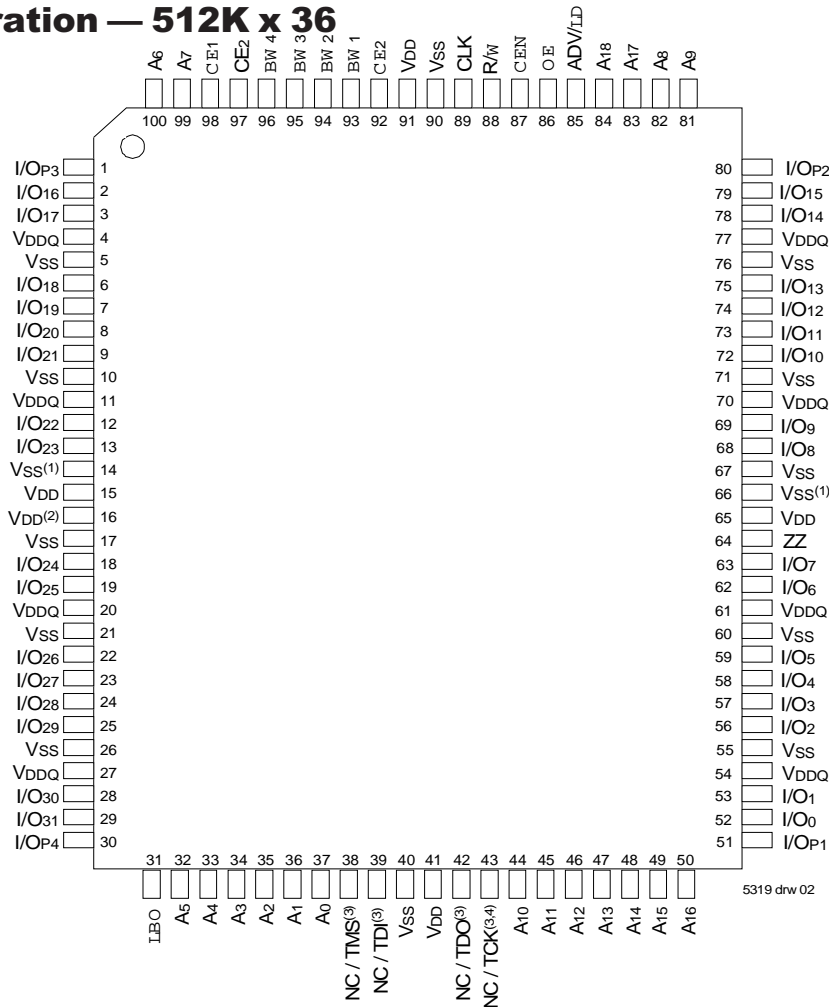 ration — 512K x 36
A6 A7 CE1 CE2 BW4 BW3 BW2 BW1 CE2 VDD VSS CLK R/W CEN OE ADV/LD A18 A17 A8 A9
100 99 98 97 96 95 94 93 92 91 90 89 88 87 86 85 84 83 82 81
I/OP3 1 80 I/OP2
I/O16 2 79 I/O15
I/O17 3 78 I/O14
VDDQ 4 77 VDDQ
VSS 5 76 VSS
I/O18 6 75 I/O13
I/O19 7 74 I/O12
I/O20 8 73 I/O11
I/O21 9 72 I/O10
VSS 10 71 VSS
VDDQ 11 70 VDDQ
I/O22 12 69 I/O9
I/O23 13 68 I/O8
VSS(1) 14 67 VSS
VDD 15 66 VSS(1)
VDD(2) 16 65 VDD
VSS 17 64 ZZ
I/O24 18 63 I/O7
I/O25 19 62 I/O6
VDDQ 20 61 VDDQ
VSS 21 60 VSS
I/O26 22 59 I/O5
I/O27 23 58 I/O4
I/O28 24 57 I/O3
I/O29 25 56 I/O2
VSS 26 55 VSS
VDDQ 27 54 VDDQ
I/O30 28 53 I/O1
I/O31 29 52 I/O0
I/OP4 30 51 I/OP1
31 32 33 34 35 36 37 38 39 40 41 42 43 44 45 46 47 48 49 50
LBO A5 A4 A3 A2 A1 A0 NC / TMS(3) NC / TDI(3) VSS VDD NC / TDO(3) NC / TCK(3,4) A10 A11 A12 A13 A14 A15 A16
5319 drw 02